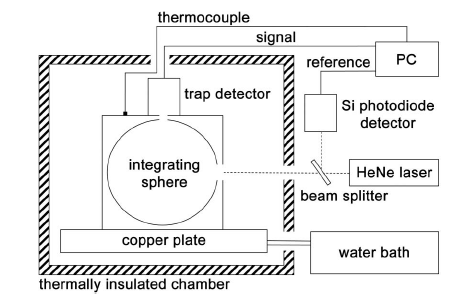 thermocouple
signal
reference
PC
trap detector
Si photodiode
detector
integrating
sphere
HeNe laser
beam splitter
copper plate
water bath
thermally insulated chamber